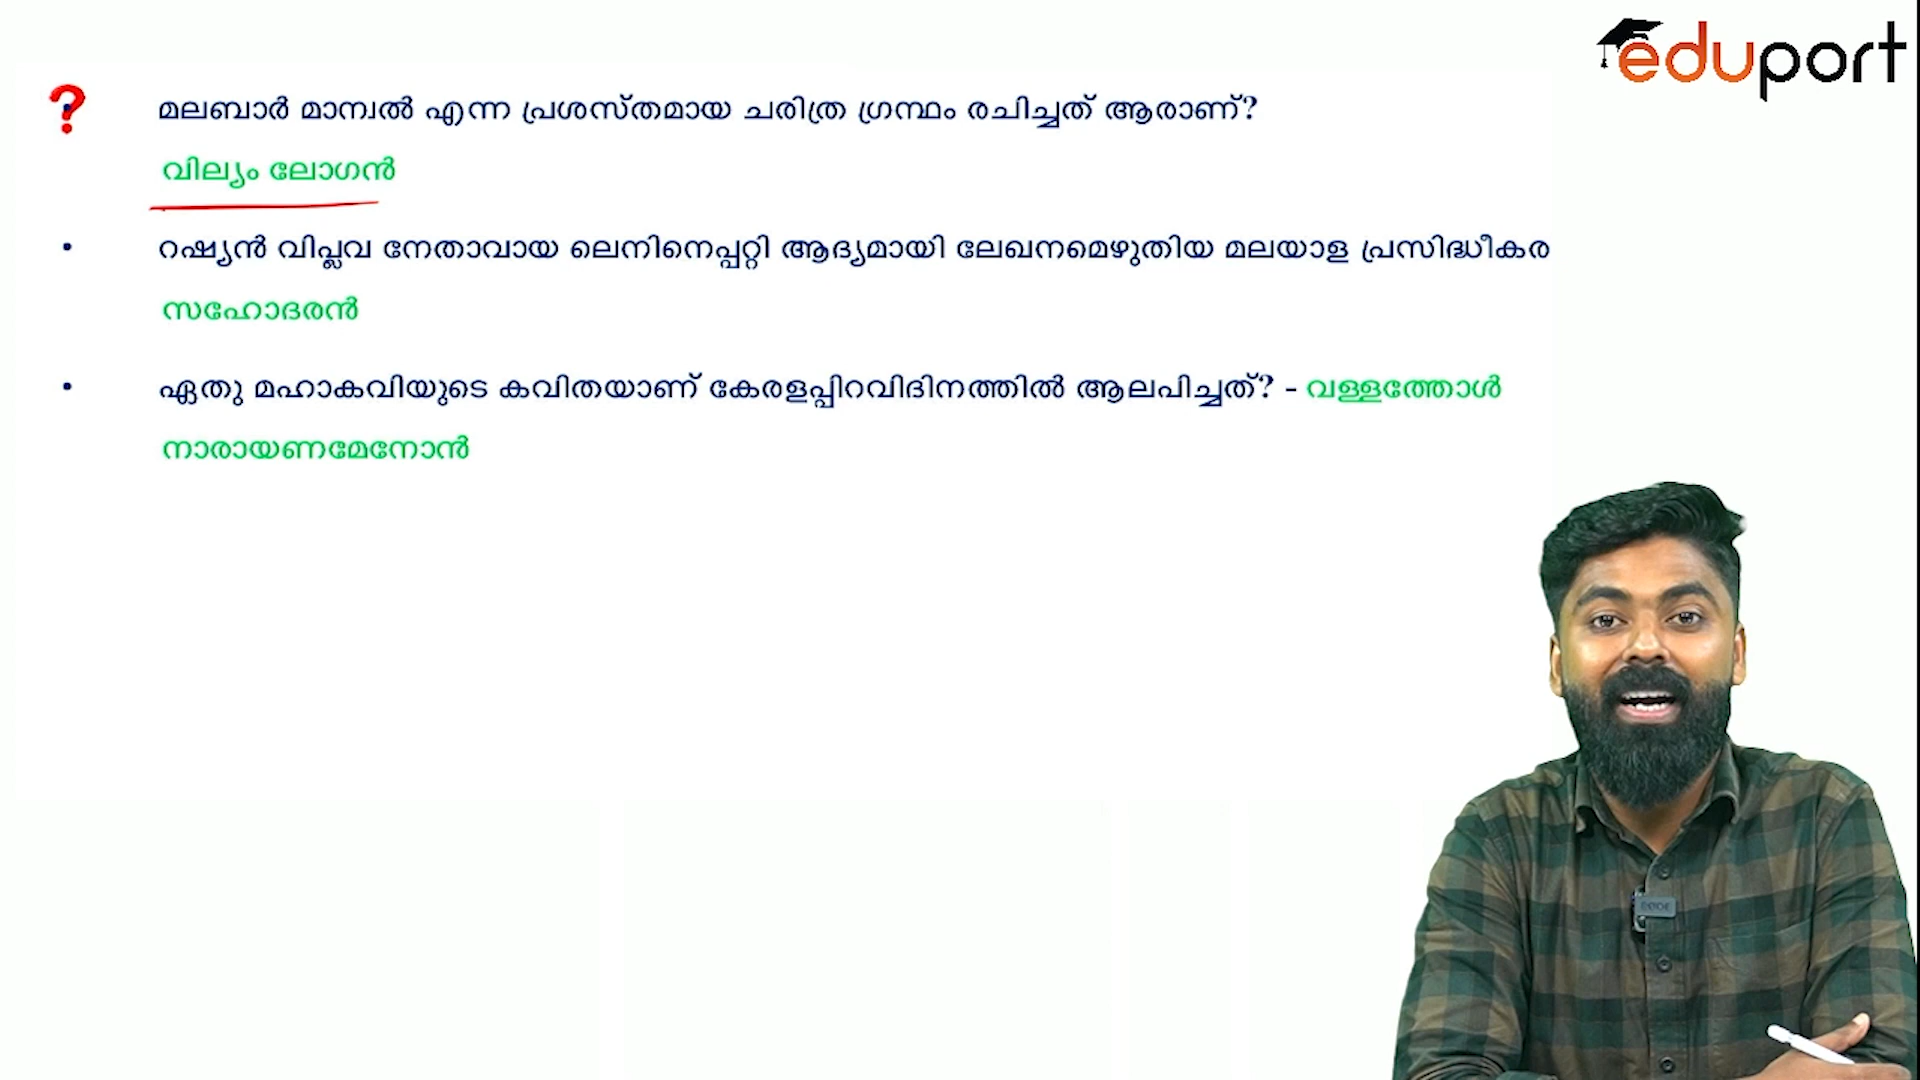 eduport
? മലബാർ മാന്വൽ എന്ന പ്രശസ്തമായ ചരിത്ര ഗ്രന്ഥം രചിച്ചത് ആരാണ്?
വില്യം ലോഗൻ
• റഷ്യൻ വിപ്ലവ നേതാവായ ലെനിനെപ്പറ്റി ആദ്യമായി ലേഖനമെഴുതിയ മലയാള പ്രസിദ്ധീകര
സഹോദരൻ
• ഏതു മഹാകവിയുടെ കവിതയാണ് കേരളപ്പിറവിദിനത്തിൽ ആലപിച്ചത്? - വള്ളത്തോൾ
നാരായണമേനോൻ